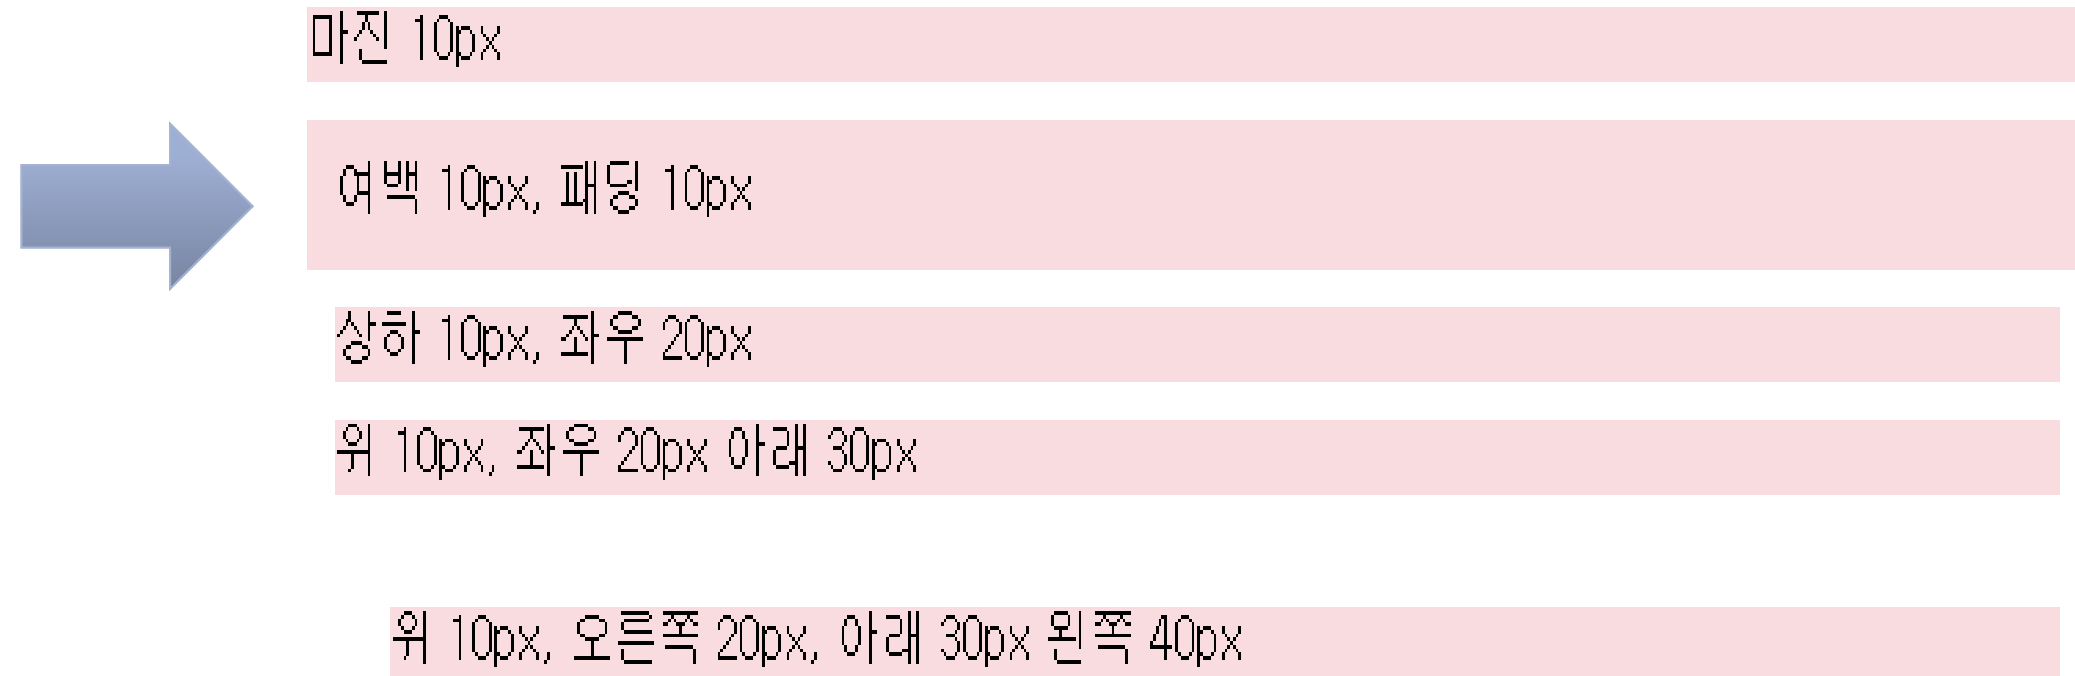 마진 10px
여백 10px, 패딩 10px
상하 10px, 좌우 20px
위 10px, 좌우 20px 아래 30px
위 10px, 오른쪽 20px, 아래 30px 왼쪽 40px